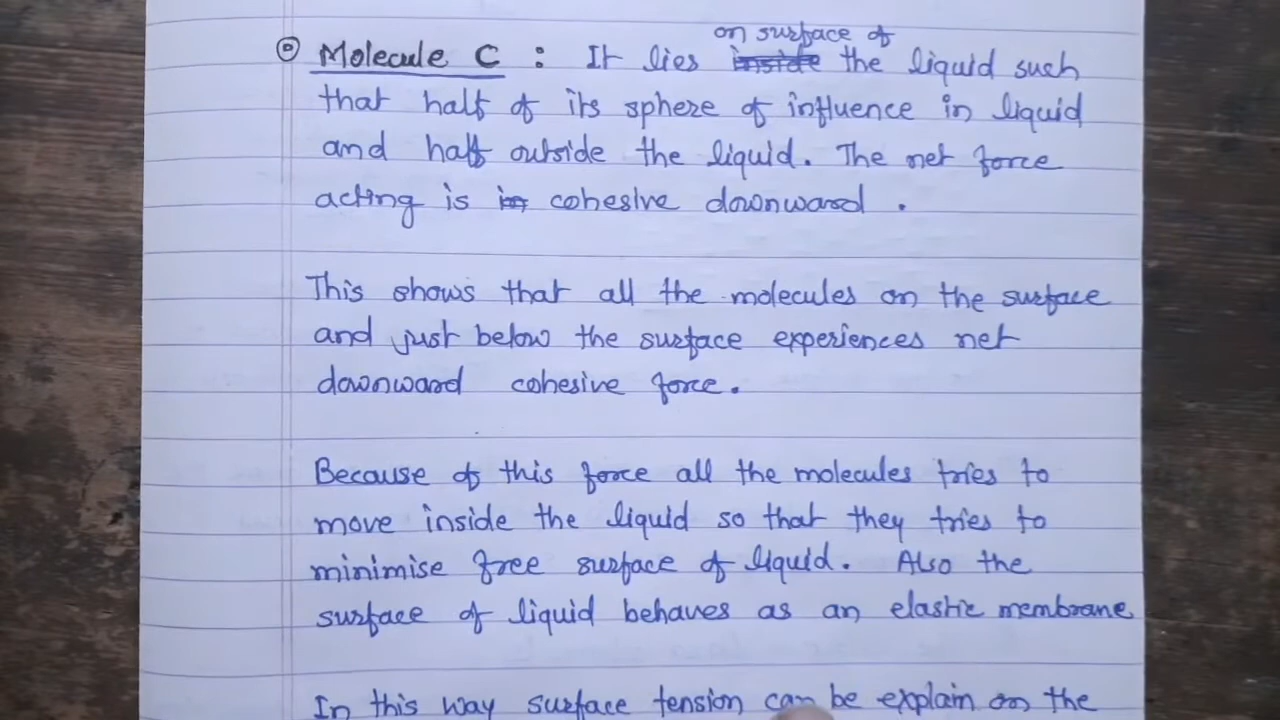 on surface of
Molecule C : It lies inside the liquid such
that half of its sphere of influence in liquid
and half outside the liquid. The net force
acting is in cohesive downward .
This shows that all the molecules on the surface
and just below the surface experiences net
downward cohesive force.
Because of this force all the molecules tries to
move inside the liquid so that they tries to
minimise free surface of liquid. Also the
surface of liquid behaves as an elastic membrane
In this way surface tension can be explain on the